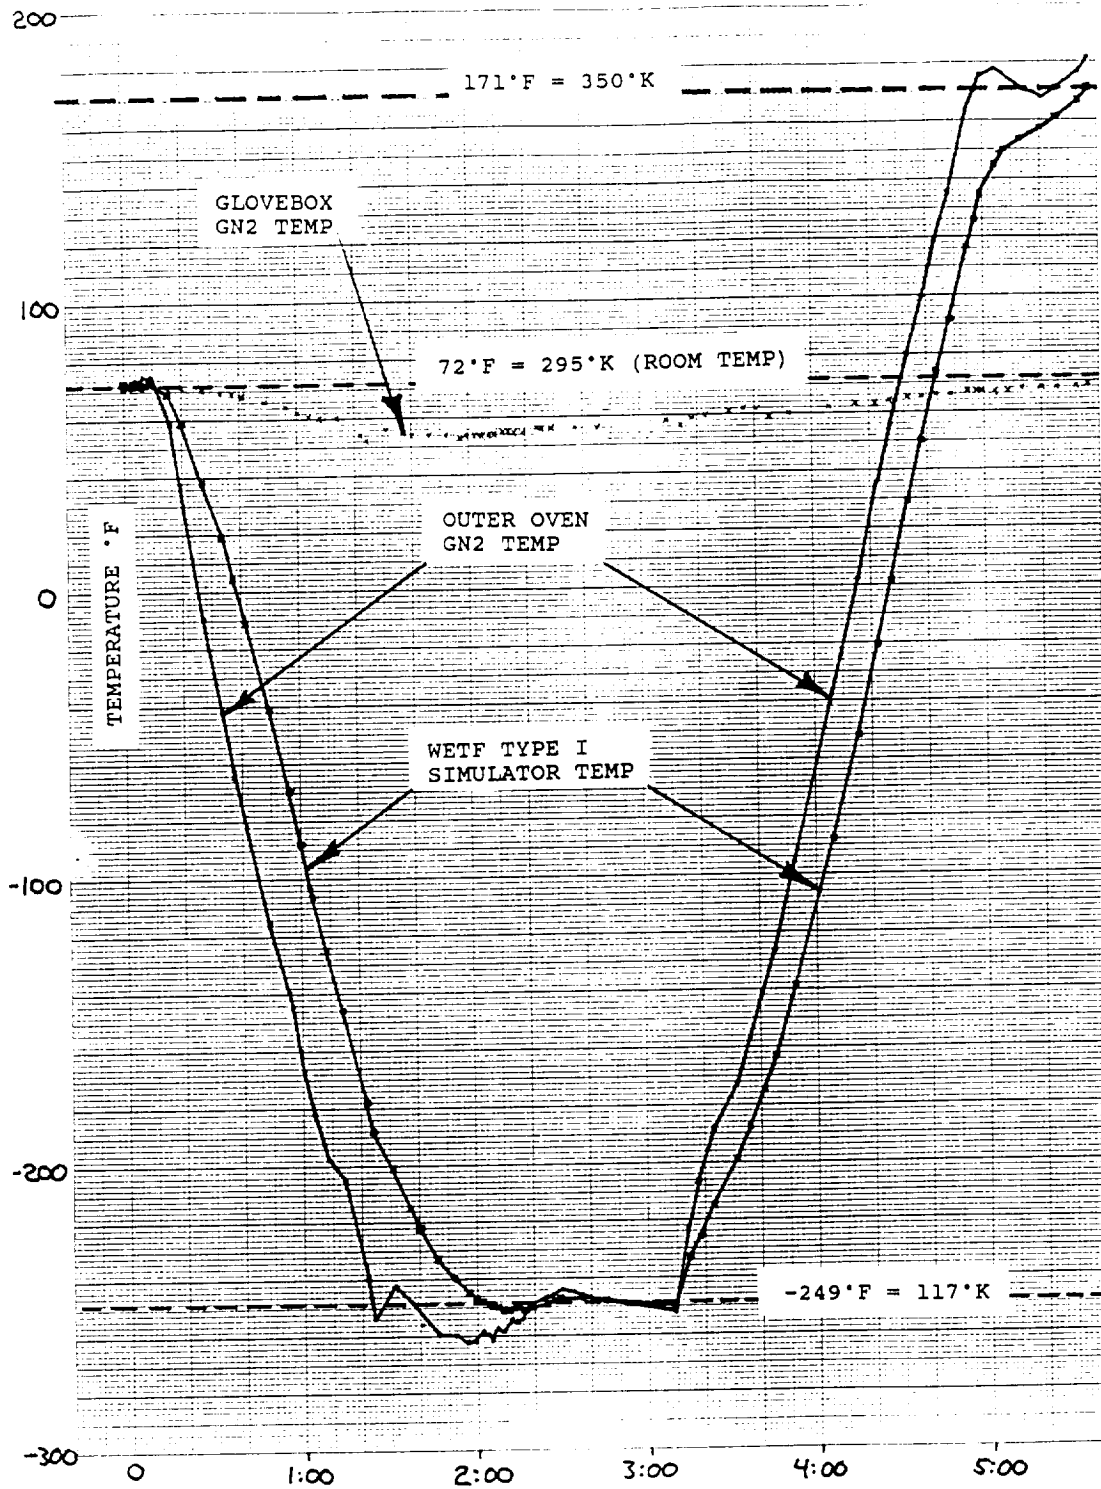 200
171°F = 350°K
GLOVEBOX
GN2 TEMP
100
72°F = 295°K (ROOM TEMP)
OUTER OVEN
GN2 TEMP
TEMPERATURE °F
0
WETF TYPE I
SIMULATOR TEMP
-100
-200
-249°F = 117°K
-300
0 1:00 2:00 3:00 4:00 5:00